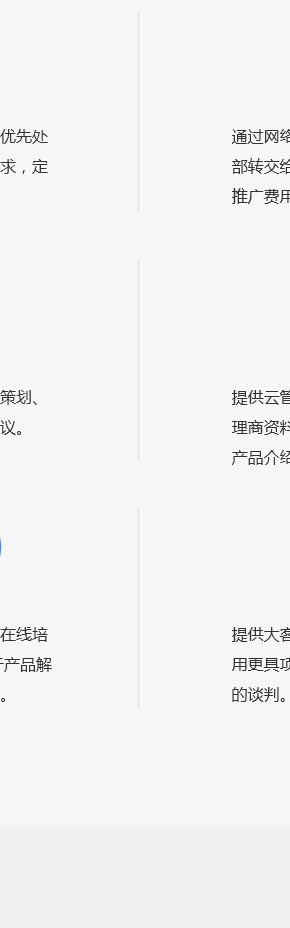 优先处
求，定
通过网络
部转交给
推广费用
策划、
议。
提供云管
理商资料
产品介绍
在线培
于产品解
。
提供大客
用更具项
的谈判。